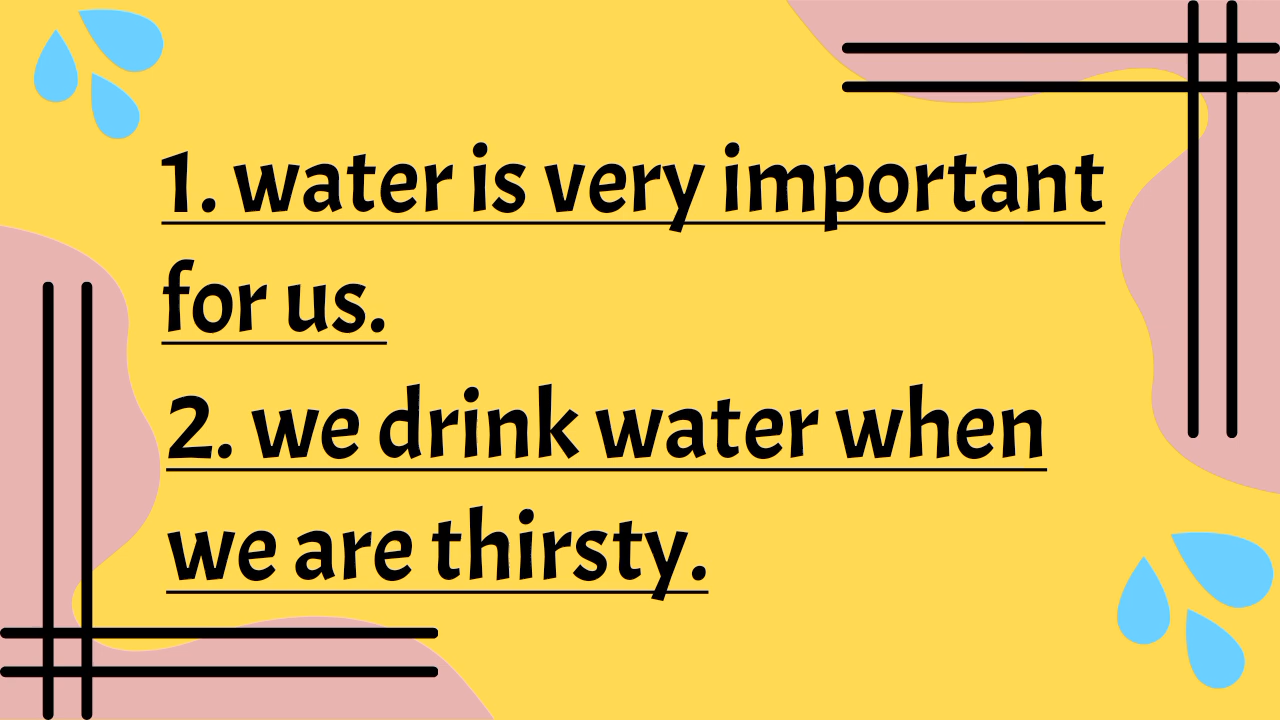 1. water is very important
for us.
2. we drink water when
we are thirsty.